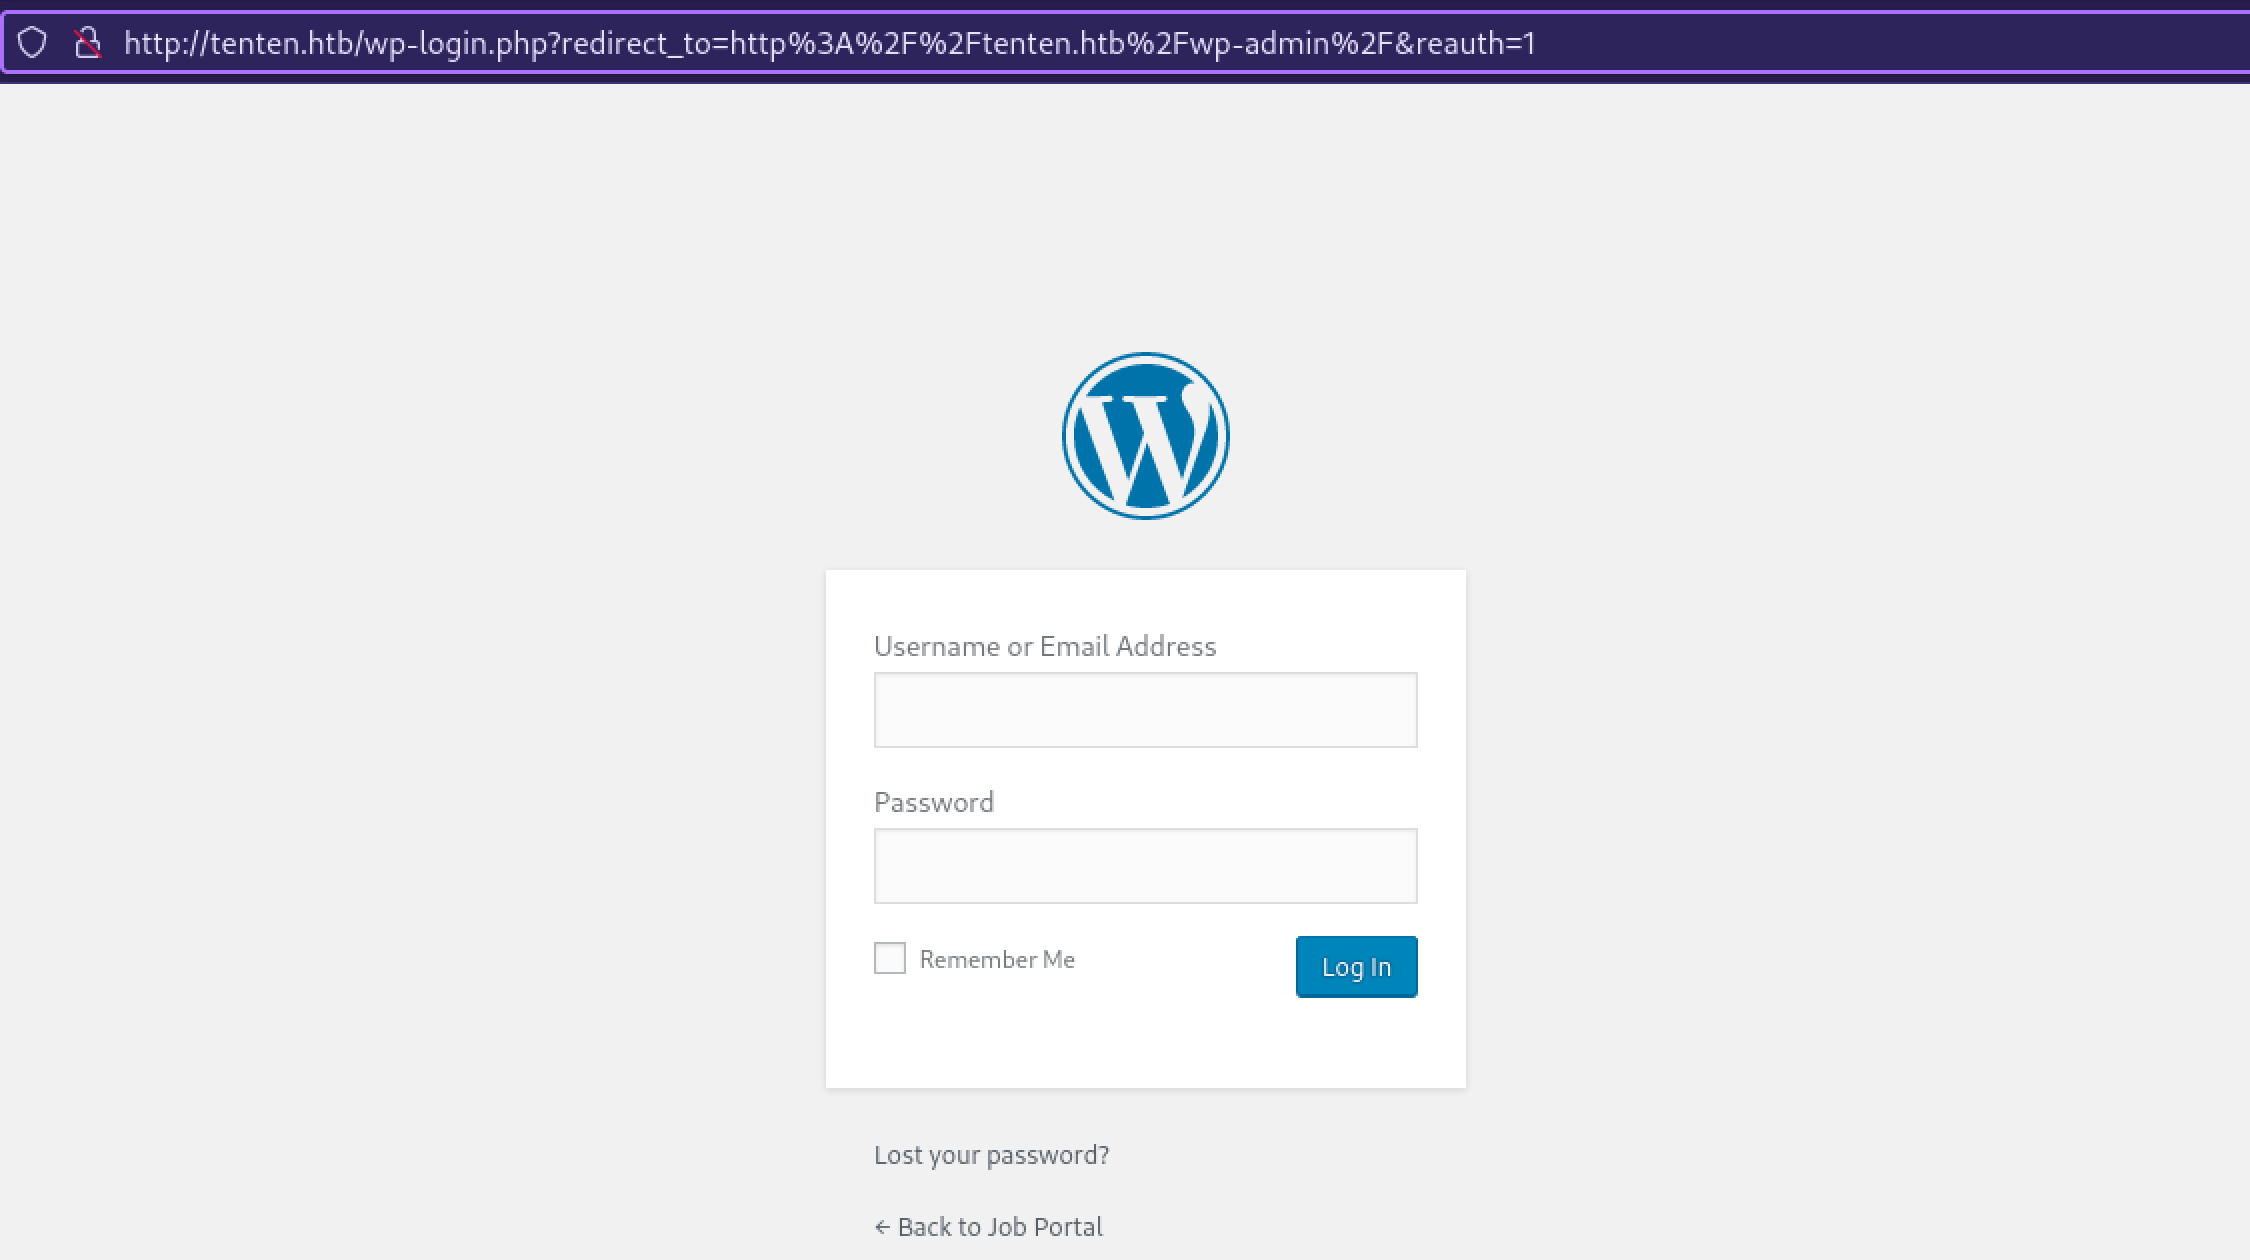 http://tenten.htb/wp-login.php?redirect_to=http%3A%2F%2Ftenten.htb%2Fwp-admin%2F&reauth=1
Username or Email Address
Password
Remember Me
Log In
Lost your password?
← Back to Job Portal